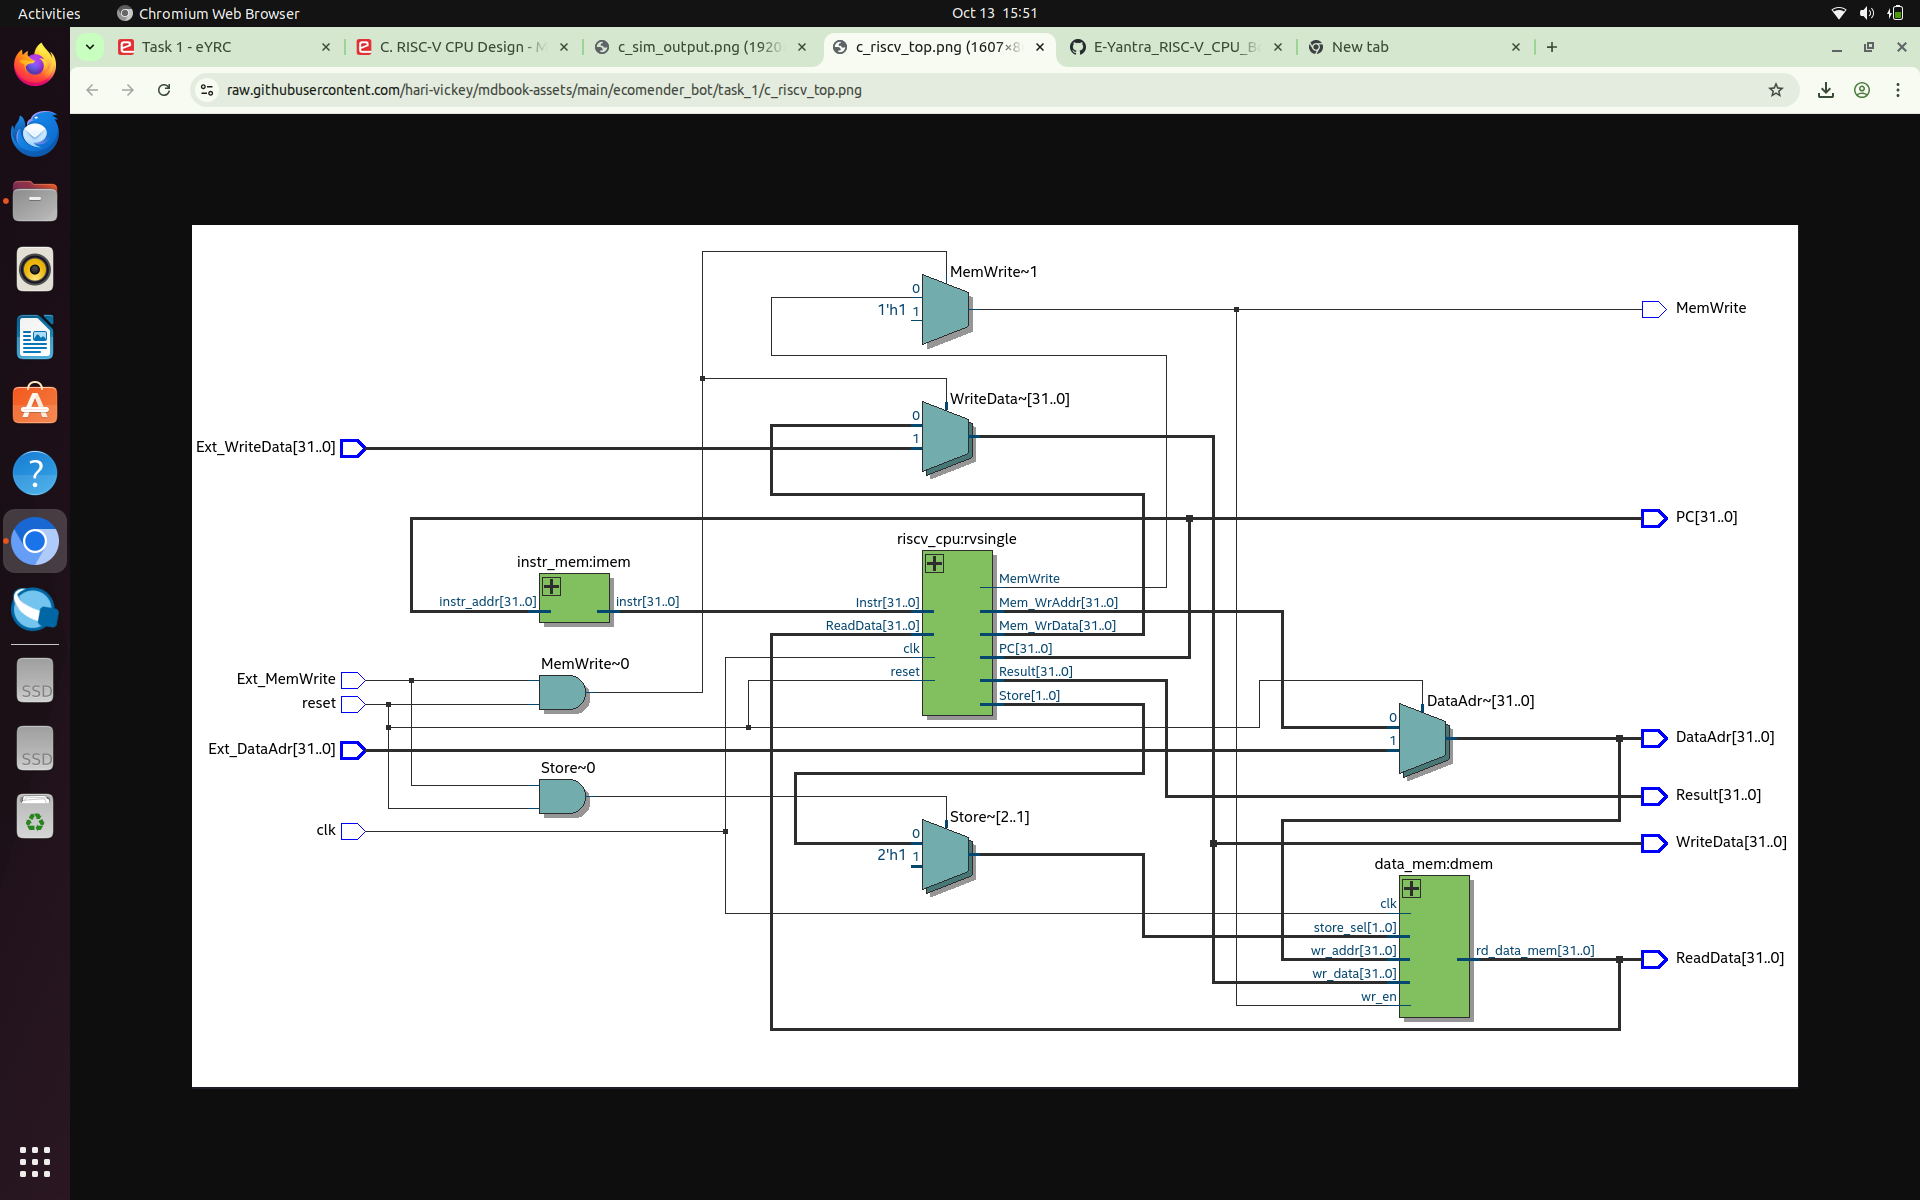 Activities
Chromium Web Browser
Oct 13 15:51
Task 1 - eYRC
C. RISC-V CPU Design - M
c_sim_output.png (1920
c_riscv_top.png (1607×8
E-Yantra_RISC-V_CPU_B
New tab
raw.githubusercontent.com/hari-vickey/mdbook-assets/main/ecomender_bot/task_1/c_riscv_top.png
MemWrite~1
0
1'h1 1
MemWrite
WriteData~[31..0]
0
1
Ext_WriteData[31..0]
PC[31..0]
riscv_cpu:rvsingle
instr_mem:imem
MemWrite
instr_addr[31..0]
instr[31..0]
Instr[31..0]
Mem_WrAddr[31..0]
ReadData[31..0]
Mem_WrData[31..0]
clk
PC[31..0]
reset
Result[31..0]
Store[1..0]
MemWrite~0
Ext_MemWrite
reset
DataAdr~[31..0]
0
1
DataAdr[31..0]
Ext_DataAdr[31..0]
Store~0
Result[31..0]
Store~[2..1]
0
2'h1 1
clk
WriteData[31..0]
data_mem:dmem
clk
store_sel[1..0]
wr_addr[31..0]
rd_data_mem[31..0]
wr_data[31..0]
wr_en
ReadData[31..0]
SSD
SSD